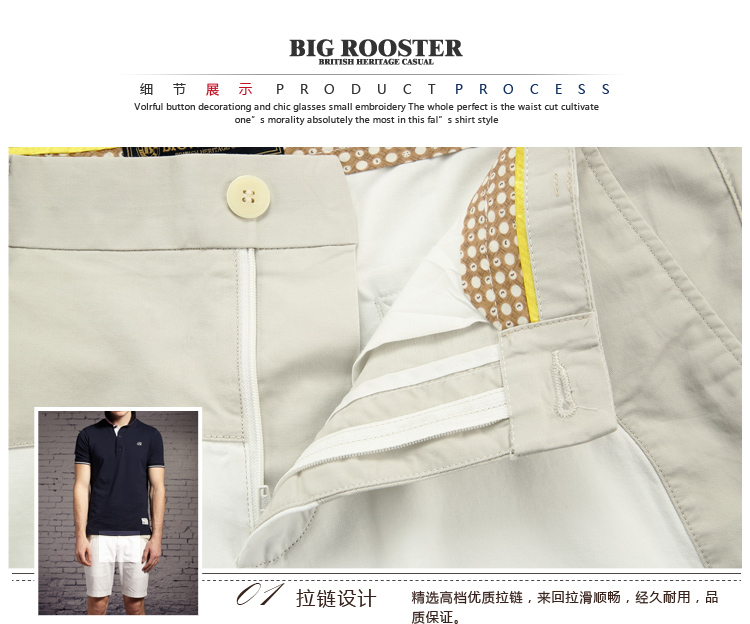 BIG ROOSTER
BRITISH HERITAGE CASUAL
细 节 展 示 P R O D U C T P R O C E S S
Volrful button decorationg and chic glasses small embroidery The whole perfect is the waist cut cultivate
one”s morality absolutely the most in this fal”s shirt style
01 拉链设计
精选高档优质拉链，来回拉滑顺畅，经久耐用，品
质保证。